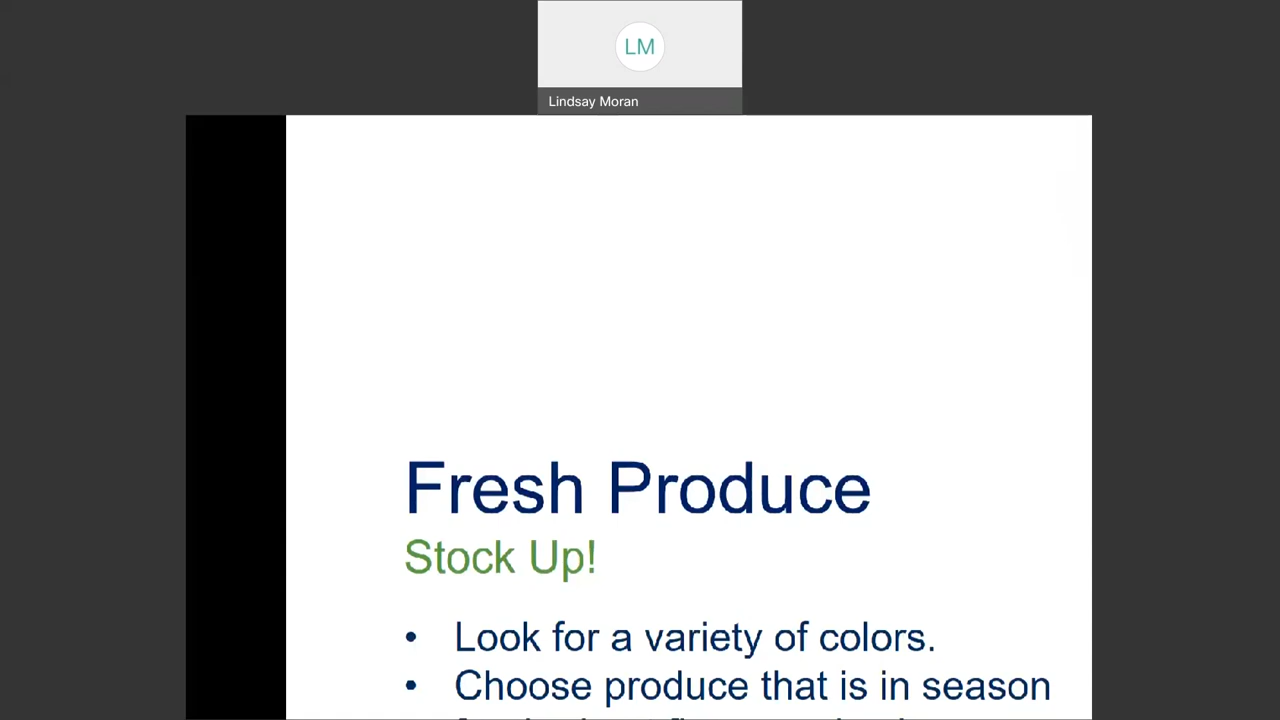 LM
Lindsay Moran
Fresh Produce
Stock Up!
• Look for a variety of colors.
• Choose produce that is in season